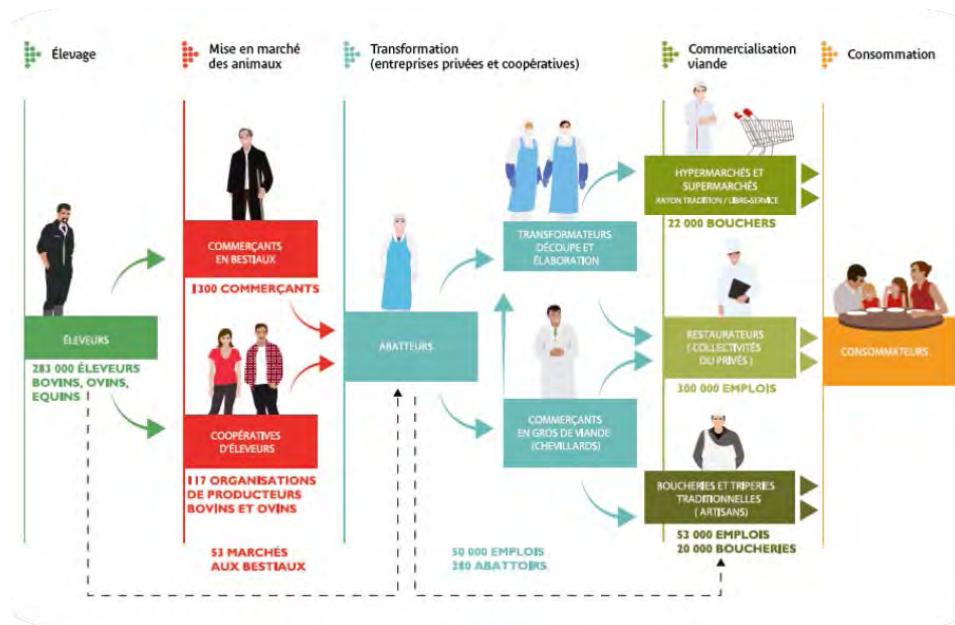 Élevage
Mise en marché
des animaux
Transformation
(entreprises privées et coopératives)
Commercialisation
viande
Consommation
ÉLEVEURS
283 000 ÉLEVEURS
BOVINS, OVINS,
EQUINS
COMMERÇANTS
EN BESTIAUX
1300 COMMERÇANTS
COOPÉRATIVES
D'ÉLEVEURS
117 ORGANISATIONS
DE PRODUCTEURS
BOVINS ET OVINS
53 MARCHÉS
AUX BESTIAUX
ABATTEURS
TRANSFORMATEURS
DÉCOUPE ET
ÉLABORATION
COMMERÇANTS
EN GROS DE VIANDE
(CHEVILLARDS)
50 000 EMPLOIS
280 ABATTOIRS
HYPERMARCHÉS ET
SUPERMARCHÉS
RAYON TRADITION / LIBRE-SERVICE
22 000 BOUCHERS
RESTAURATEURS
(COLLECTIVITÉS
OU PRIVÉS )
300 000 EMPLOIS
BOUCHERIES ET TRIPERIES
TRADITIONNELLES
( ARTISANS)
53 000 EMPLOIS
20 000 BOUCHERIES
CONSOMMATEURS